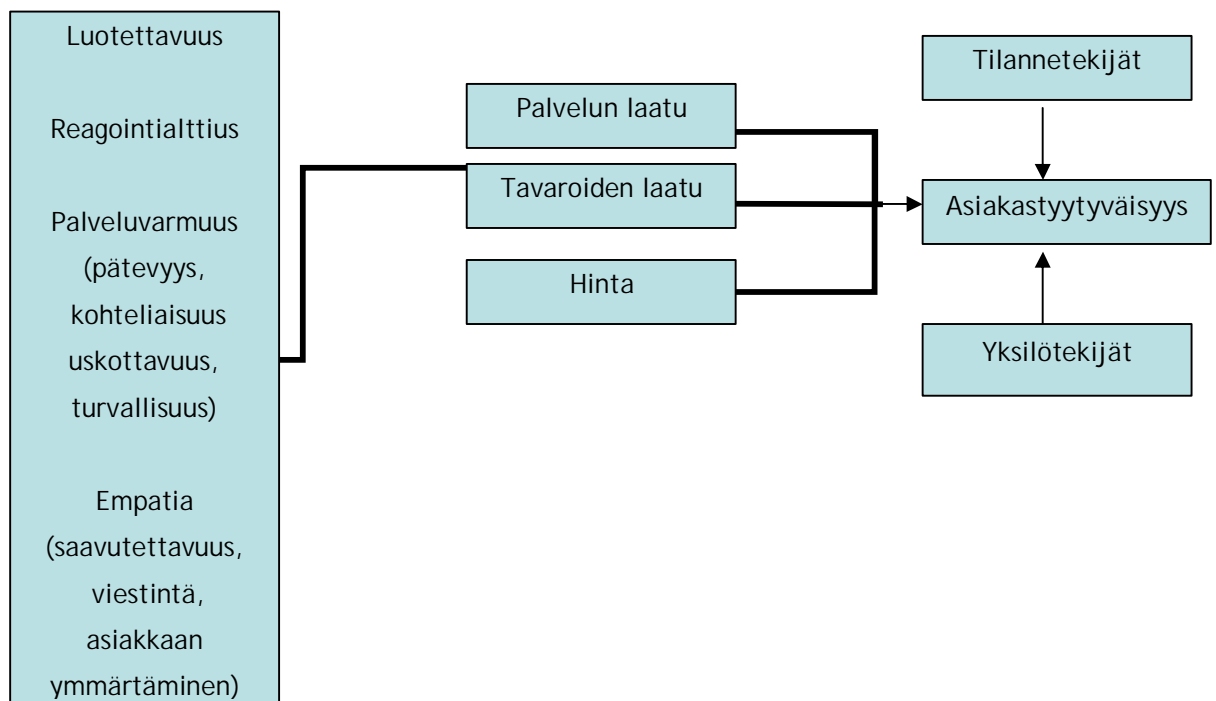 Luotettavuus
Reagointialttius
Palveluvarmuus
(pätevyys,
kohteliaisuus
uskottavuus,
turvallisuus)
Empatia
(saavutettavuus,
viestintä,
asiakkaan
ymmärtäminen)
Palvelun laatu
Tavaroiden laatu
Hinta
Tilannetekijät
Asiakastyytyväisyys
Yksilötekijät